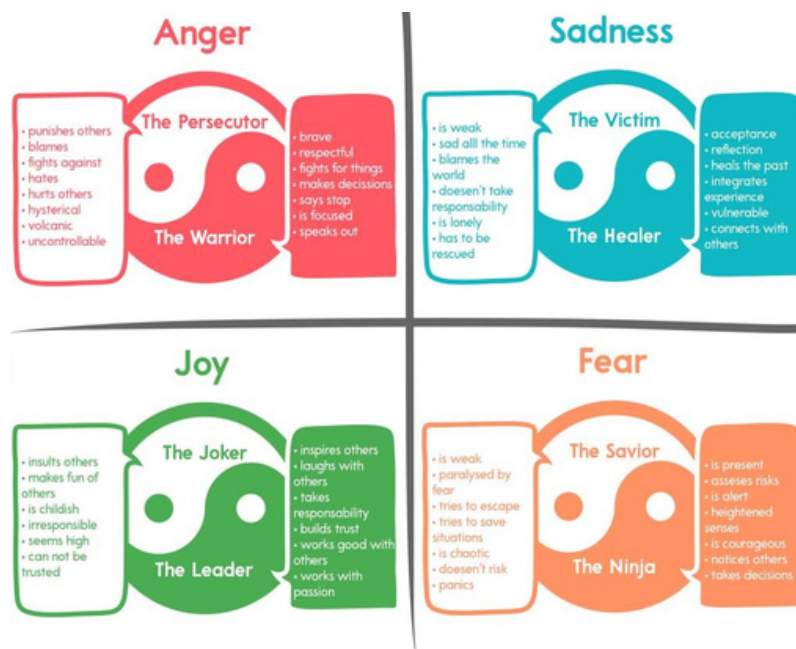 Anger
The Persecutor
The Warrior
• punishes others
• blames
• fights against
• hates
• hurts others
• hysterical
• volcanic
• uncontrollable
• brave
• respectful
• fights for things
• makes decissions
• says stop
• is focused
• speaks out
Sadness
The Victim
The Healer
• is weak
• sad alll the time
• blames the
world
• doesen't take
responsability
• is lonely
• has to be
rescued
• acceptance
• reflection
• heals the past
• integrates
experience
• vulnerable
• connects with
others
Joy
The Joker
The Leader
• insults others
• makes fun of
others
• is childish
• irresponsible
• seems high
• can not be
trusted
• inspires others
• laughs with
others
• takes
responsability
• builds trust
• works good with
others
• works with
passion
Fear
The Savior
The Ninja
• is weak
• paralysed by
fear
• tries to escape
• tries to save
situations
• is chaotic
• doesen't risk
• panics
• is present
• asseses risks
• is alert
• heightened
senses
• is courageous
• notices others
• takes decisions